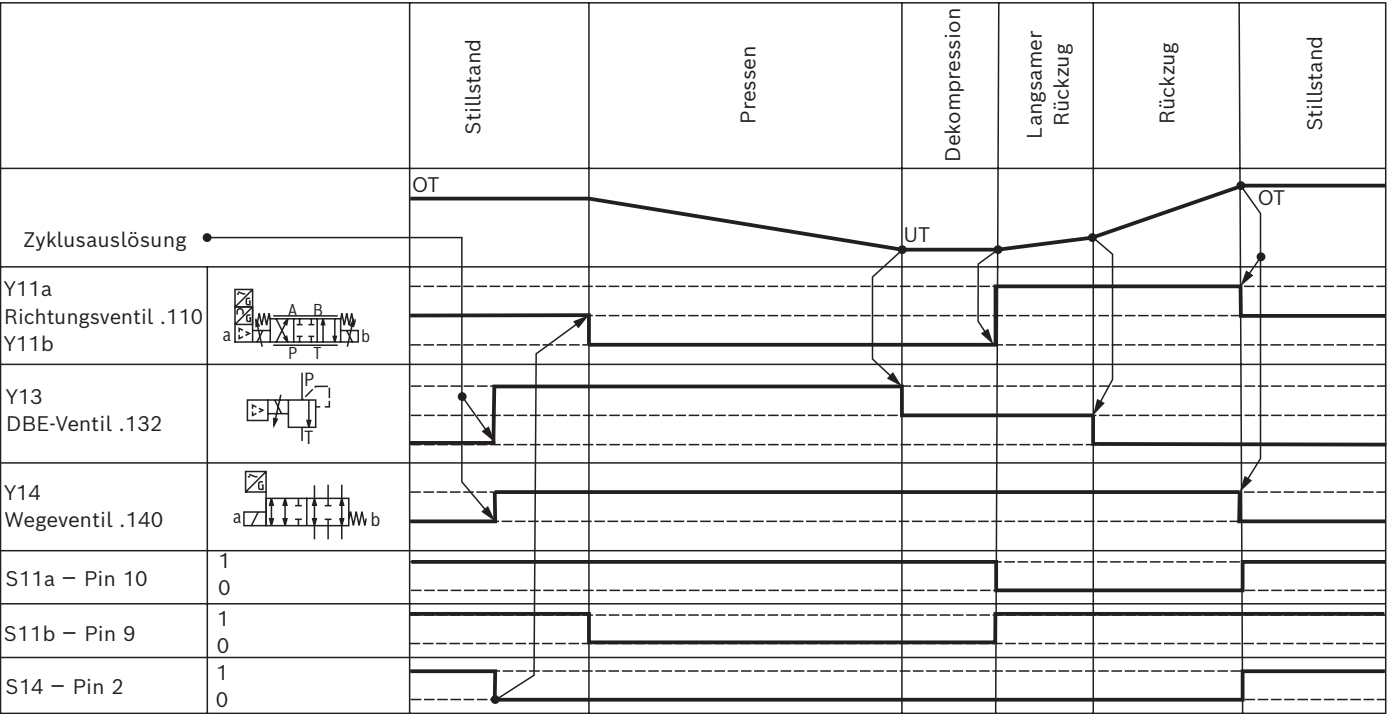 Stillstand
Pressen
Dekompression
Langsamer
Rückzug
Rückzug
Stillstand
OT
Zyklusauslösung
UT
OT
Y11a
Richtungsventil .110
Y11b
G
G
A B
a
b
P T
Y13
DBE-Ventil .132
P
T
Y14
Wegeventil .140
G
a
b
S11a – Pin 10
1
0
S11b – Pin 9
1
0
S14 – Pin 2
1
0